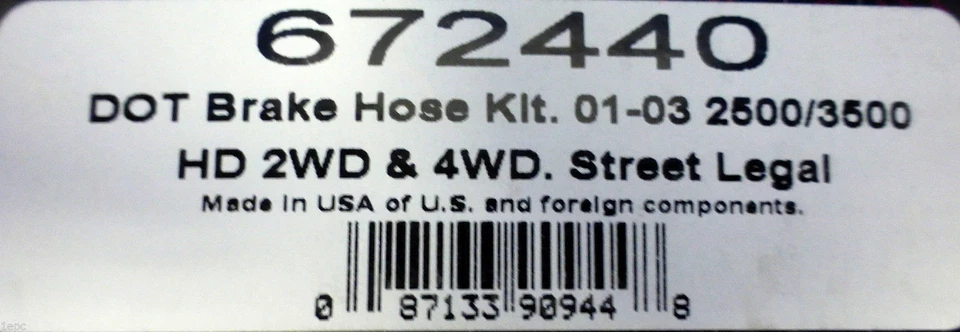 672440
DOT Brake Hose Kit. 01-03 2500/3500
HD 2WD & 4WD. Street Legal
Made in USA of U.S. and foreign components.
0 87133 90944 8
1epc